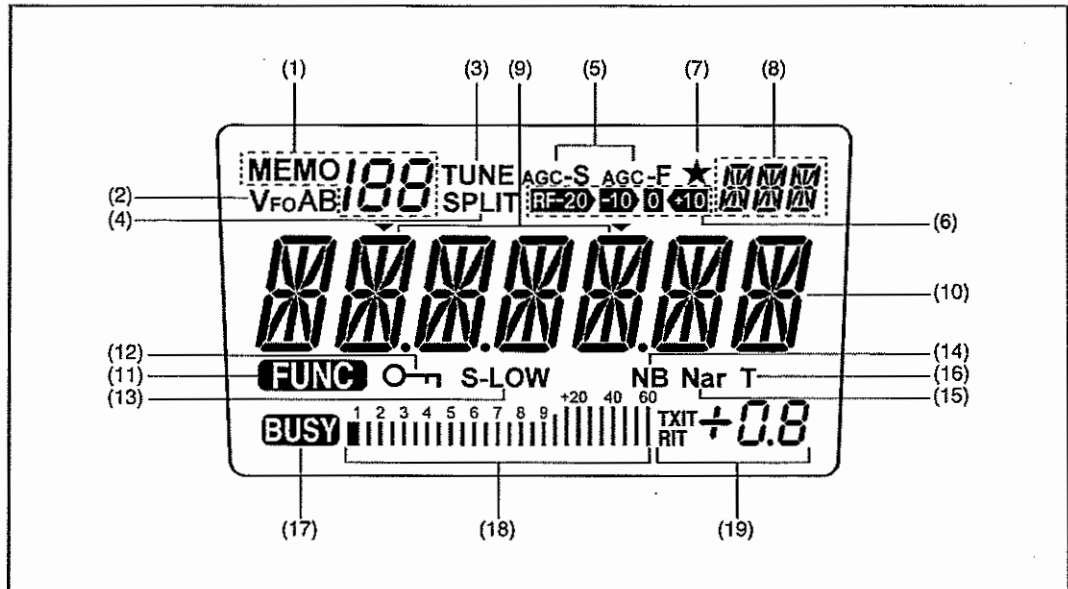 (1) (3) (9) (5) (7) (8)
MEMO 188 TUNE AGC-S AGC-F ★
(2) VFOAB SPLIT RF-20 -10 0 +10
(4) (6)
(10)
(12) (14)
(11) FUNC S-LOW NB Nar T (16)
(13) (15)
+20 40 60
BUSY 1 2 3 4 5 6 7 8 9 TXIT
RIT +0.8
(17) (18) (19)